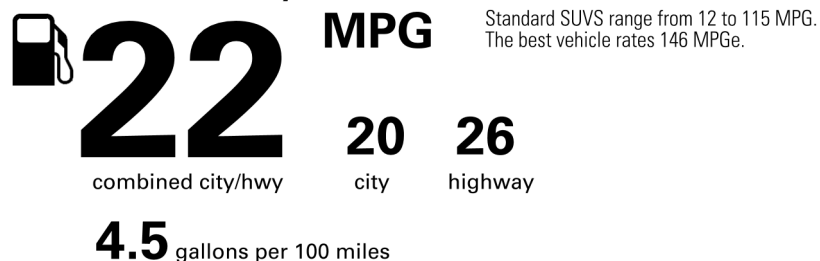 22
MPG
Standard SUVS range from 12 to 115 MPG.
The best vehicle rates 146 MPGe.
combined city/hwy
20
city
26
highway
4.5 gallons per 100 miles